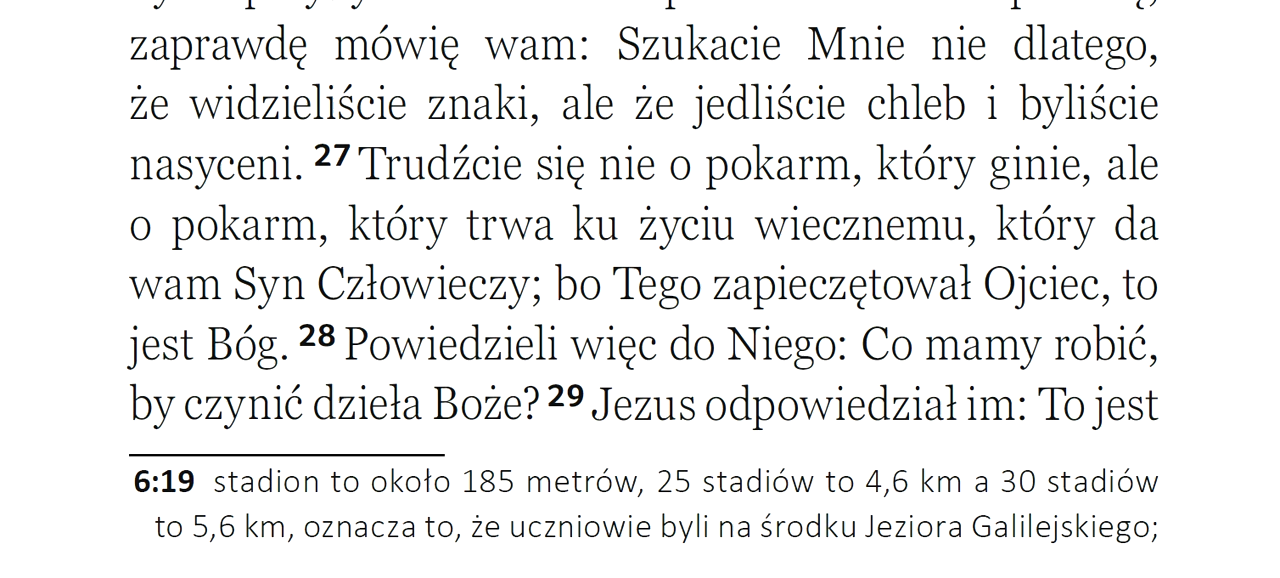 zaprawdę mówię wam: Szukacie Mnie nie dlatego,
że widzieliście znaki, ale że jedliście chleb i byliście
nasyceni. 27 Trudźcie się nie o pokarm, który ginie, ale
o pokarm, który trwa ku życiu wiecznemu, który da
wam Syn Człowieczy; bo Tego zapieczętował Ojciec, to
jest Bóg. 28 Powiedzieli więc do Niego: Co mamy robić,
by czynić dzieła Boże? 29 Jezus odpowiedział im: To jest
6:19 stadion to około 185 metrów, 25 stadiów to 4,6 km a 30 stadiów
to 5,6 km, oznacza to, że uczniowie byli na środku Jeziora Galilejskiego;